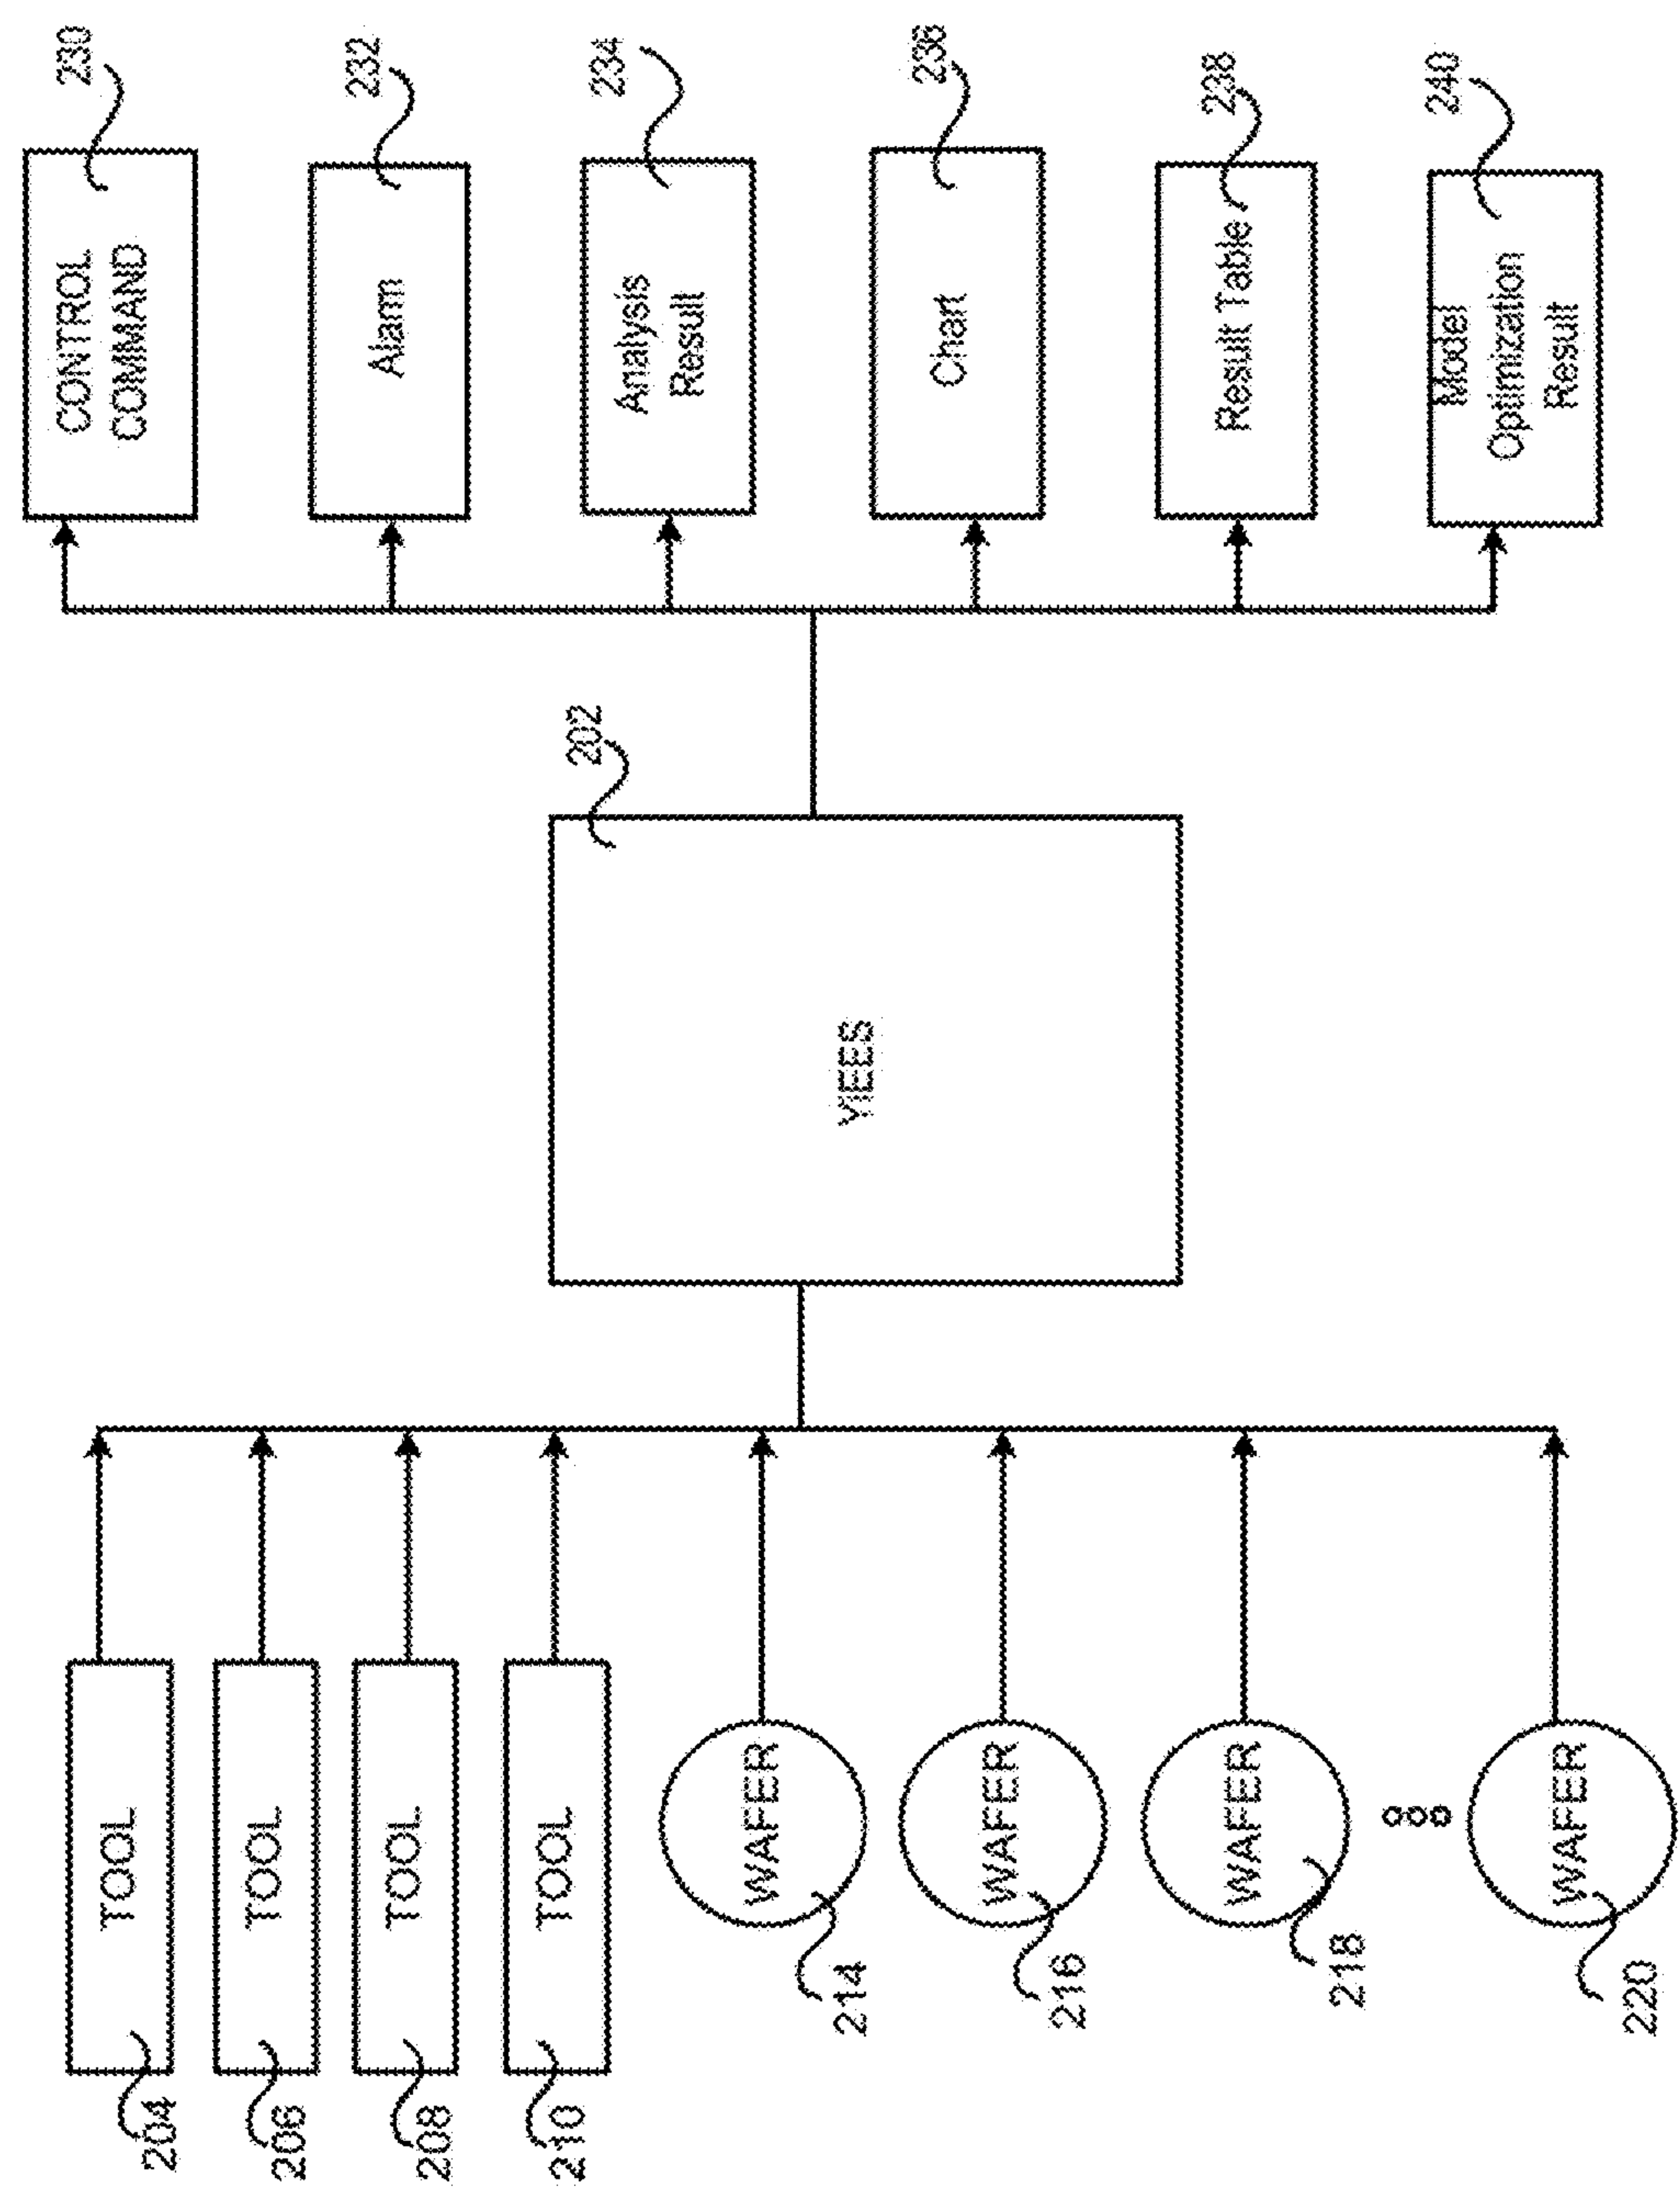 TOOL
204
TOOL
206
TOOL
208
TOOL
210
WAFER
214
WAFER
216
WAFER
218
WAFER
220
YIEES
202
CONTROL
COMMAND
230
Alarm
232
Analysis
Result
234
Chart
236
Result Table
238
Model
Optimization
Result
240